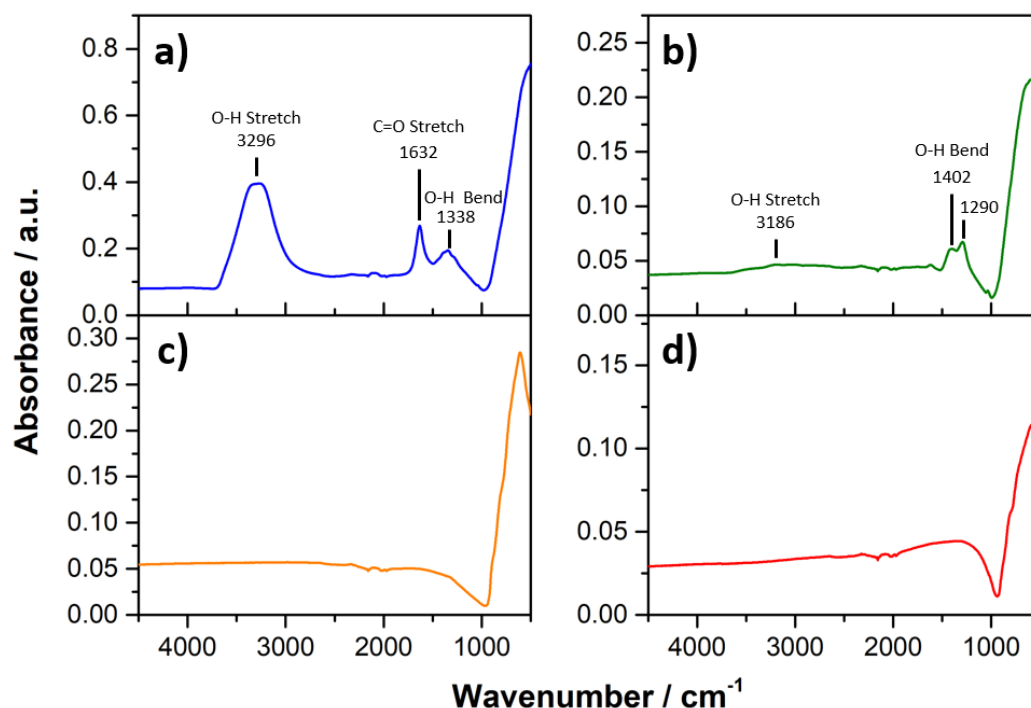 a)
0.8
0.6
0.4
0.2
0.0
O-H Stretch
3296
C=O Stretch
1632
O-H Bend
1338
b)
0.25
0.20
0.15
0.10
0.05
0.00
O-H Stretch
3186
O-H Bend
1402
1290
c)
0.30
0.25
0.20
0.15
0.10
0.05
0.00
4000 3000 2000 1000
d)
0.15
0.10
0.05
0.00
4000 3000 2000 1000
Absorbance / a.u.
Wavenumber / cm⁻¹